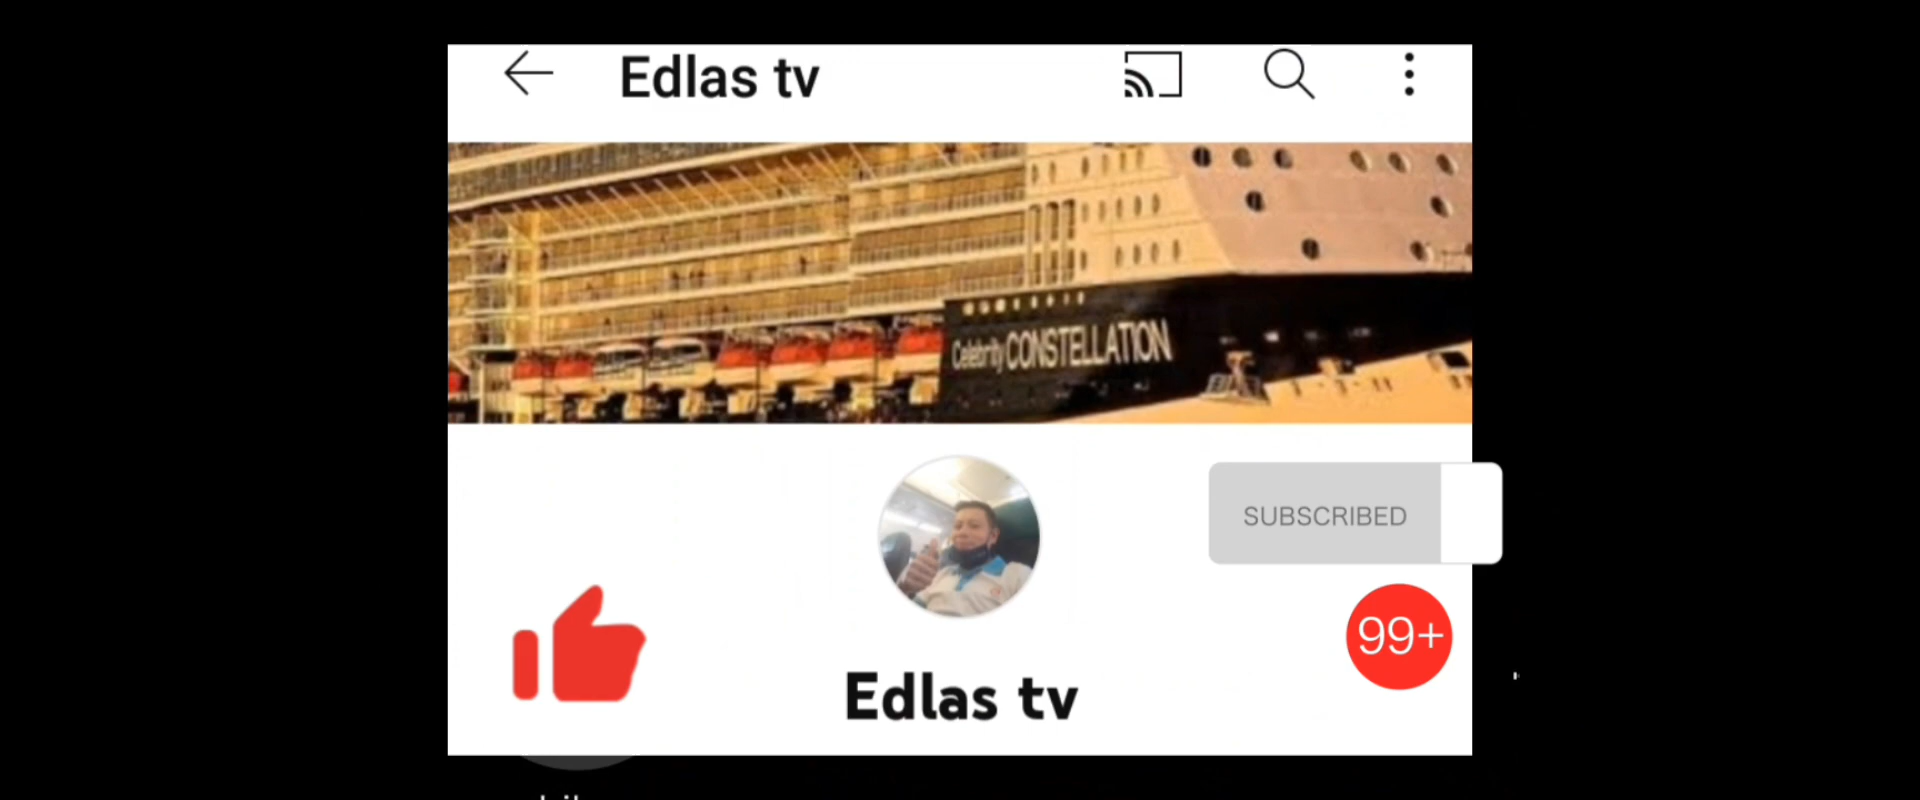 Edlas tv
Celebrity CONSTELLATION
SUBSCRIBED
99+
Edlas tv